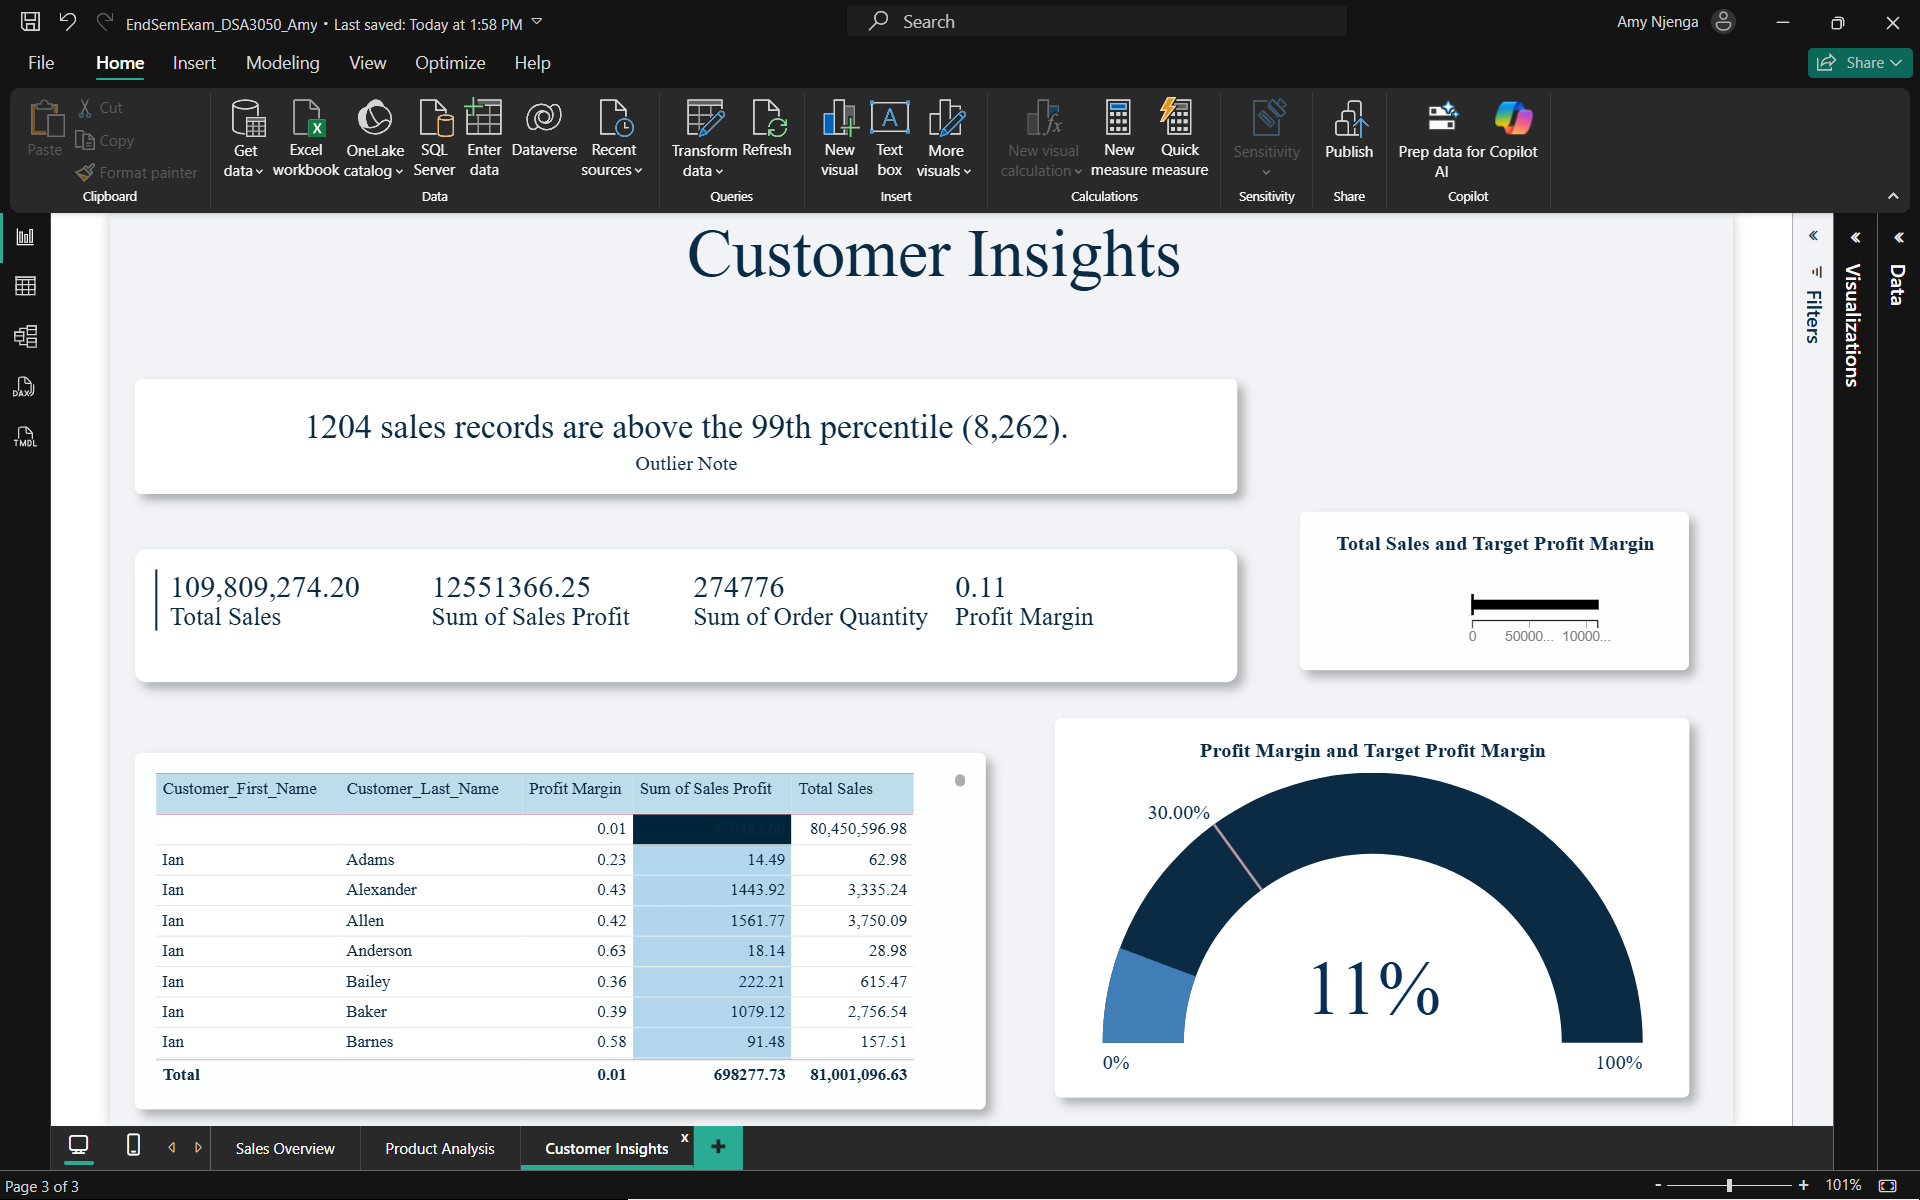 EndSemExam_DSA3050_Amy • Last saved: Today at 1:58 PM
Search
Amy Njenga
File Home Insert Modeling View Optimize Help
Share
Paste
Cut
Copy
Format painter
Clipboard
Get data
Excel workbook
OneLake catalog
SQL Server
Enter data
Dataverse
Recent sources
Data
Transform data
Refresh
Queries
New visual
Text box
More visuals
Insert
New visual calculation
New measure
Quick measure
Calculations
Sensitivity
Sensitivity
Publish
Share
Prep data for AI
Copilot
Copilot
DAX
TMDL
Customer Insights
1204 sales records are above the 99th percentile (8,262).
Outlier Note
109,809,274.20
Total Sales
12551366.25
Sum of Sales Profit
274776
Sum of Order Quantity
0.11
Profit Margin
Total Sales and Target Profit Margin
0 50000... 10000...
Customer_First_Name Customer_Last_Name Profit Margin Sum of Sales Profit Total Sales
0.01 470482.60 80,450,596.98
Ian Adams 0.23 14.49 62.98
Ian Alexander 0.43 1443.92 3,335.24
Ian Allen 0.42 1561.77 3,750.09
Ian Anderson 0.63 18.14 28.98
Ian Bailey 0.36 222.21 615.47
Ian Baker 0.39 1079.12 2,756.54
Ian Barnes 0.58 91.48 157.51
Total 0.01 698277.73 81,001,096.63
Profit Margin and Target Profit Margin
30.00%
11%
0% 100%
Filters
Visualizations
Data
Sales Overview Product Analysis Customer Insights x +
Page 3 of 3
- + 101%